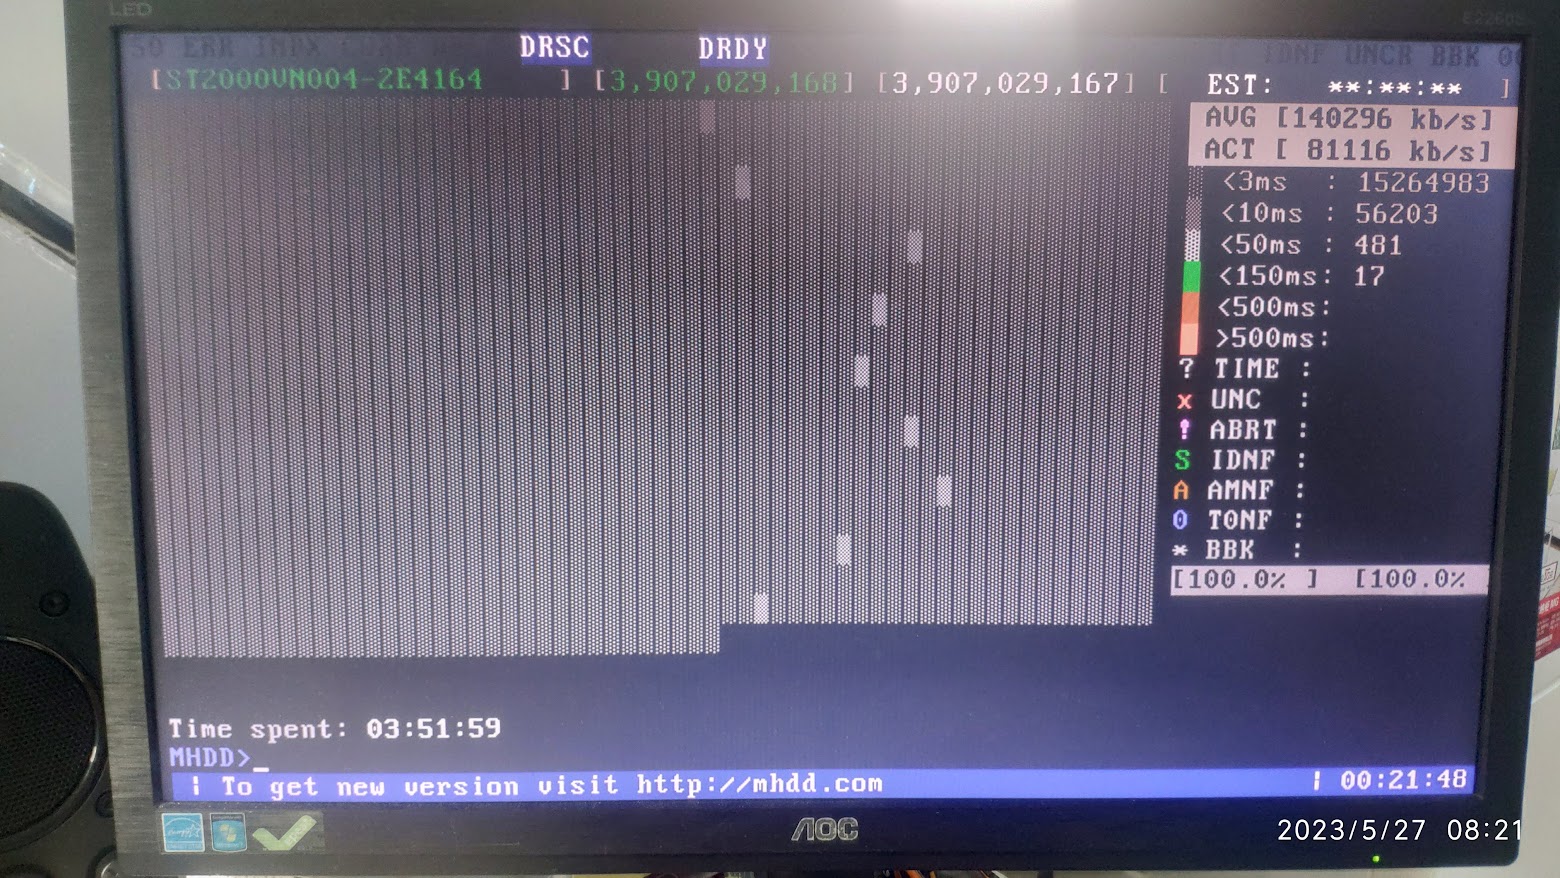 LED
DRSC DRDY
[ST2000VN004-2E4164 ] [3,907,029,168] [3,907,029,167] [ EST: **:**:** ]
AVG [140296 kb/s]
ACT [ 81116 kb/s]
<3ms : 15264983
<10ms : 56203
<50ms : 481
<150ms: 17
<500ms:
>500ms:
? TIME :
x UNC :
! ABRT :
S IDNF :
A AMNF :
0 TONF :
* BBK :
[100.0% ] [100.0%
Time spent: 03:51:59
MHDD>_
¦ To get new version visit http://mhdd.com ¦ 00:21:48
AOC
2023/5/27 08:21